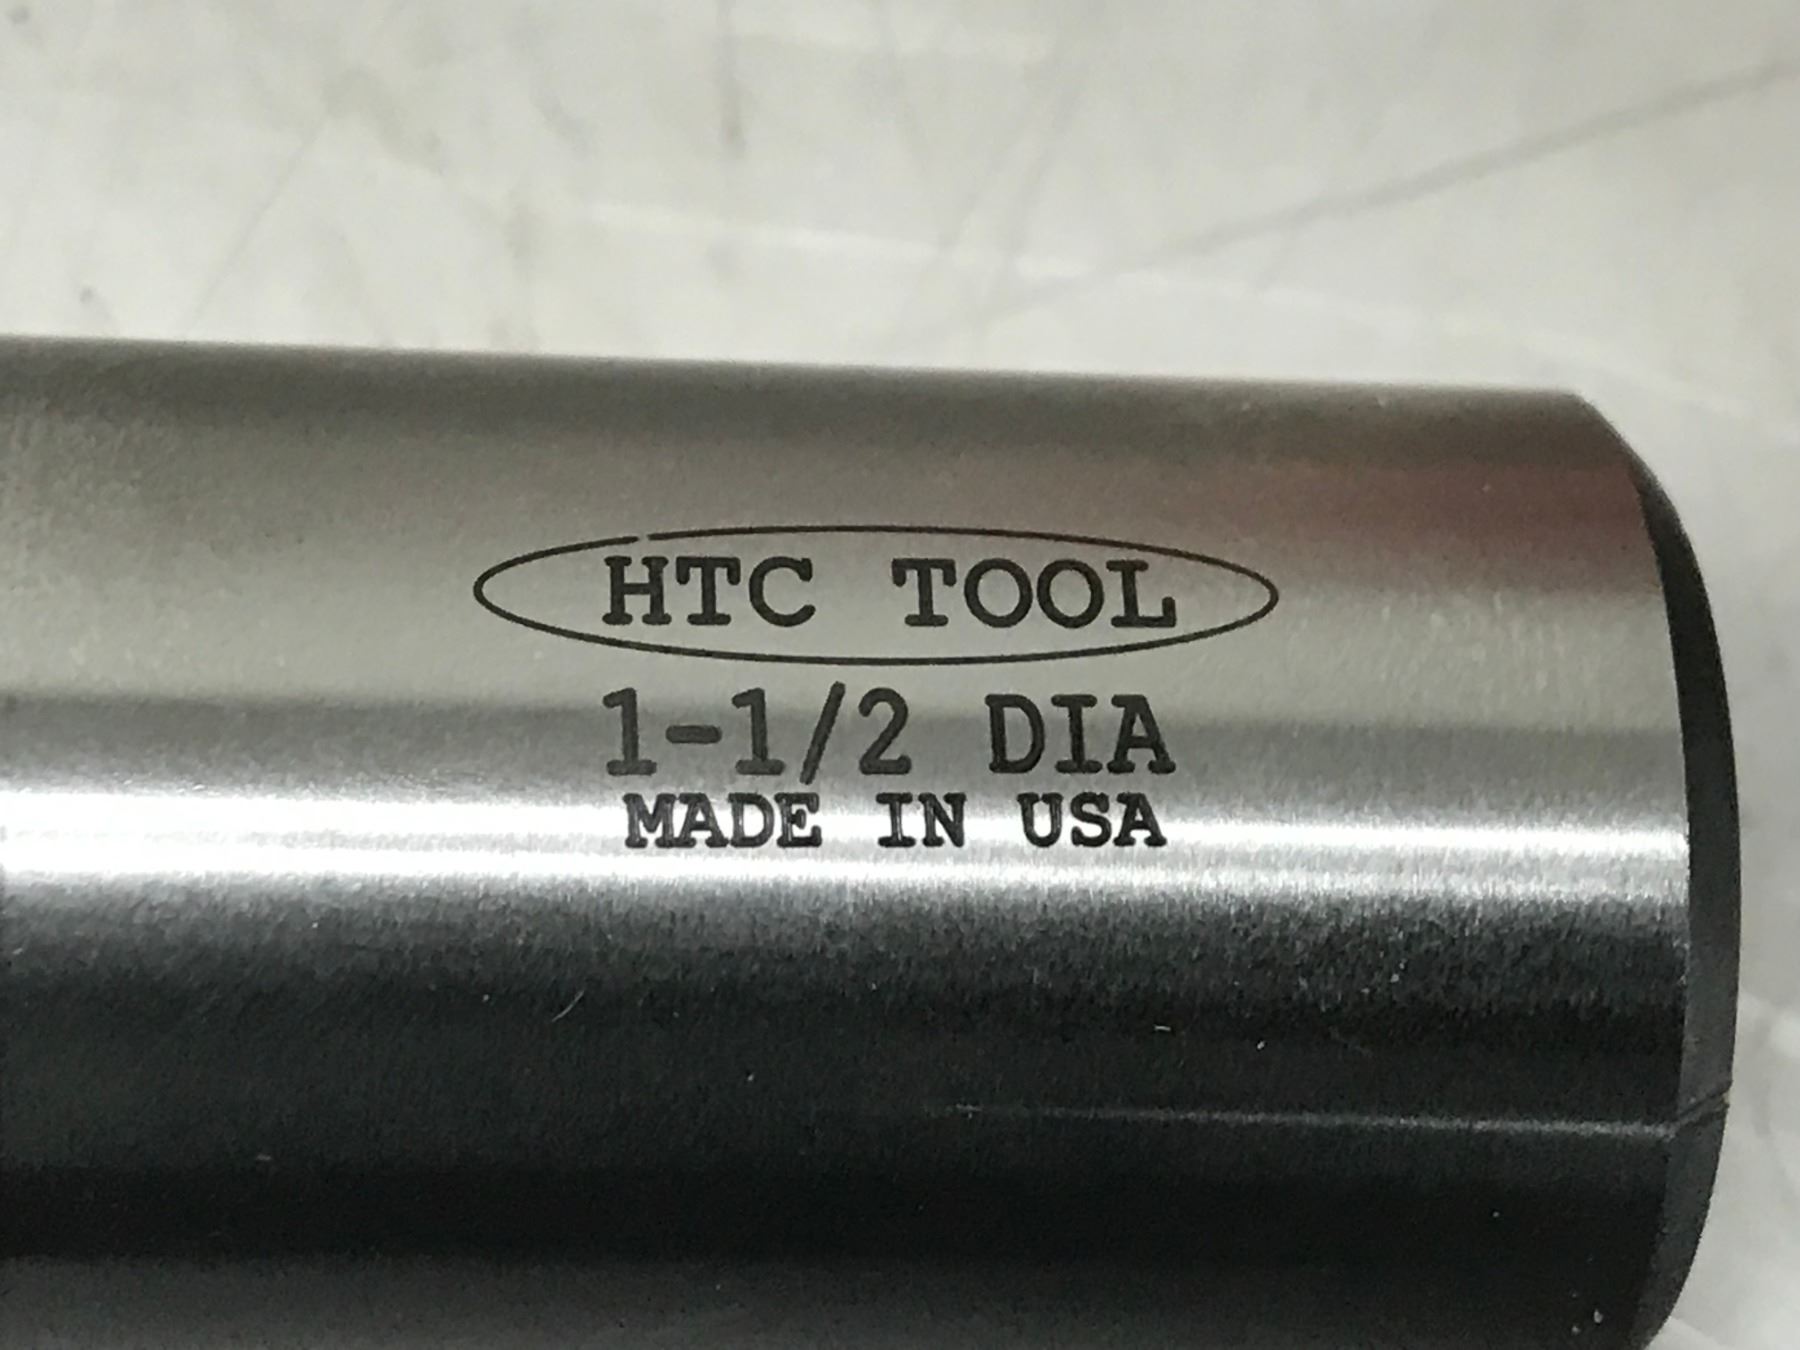 HTC TOOL
1-1/2 DIA
MADE IN USA